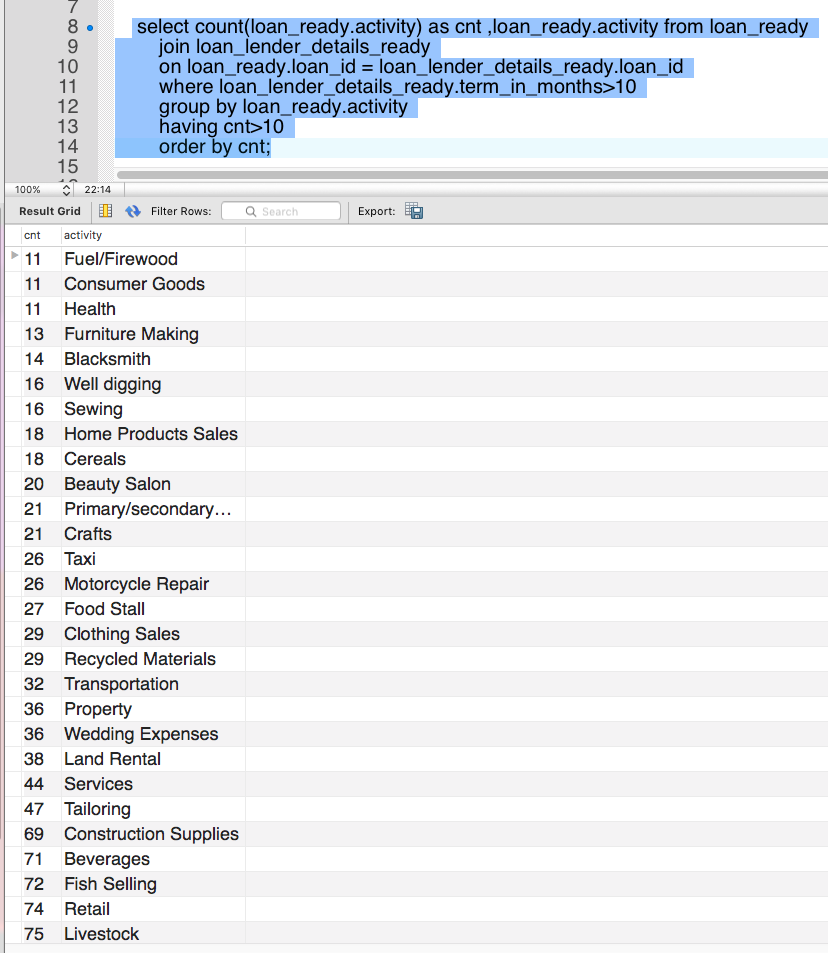 7
8 select count(loan_ready.activity) as cnt ,loan_ready.activity from loan_ready
9 join loan_lender_details_ready
10 on loan_ready.loan_id = loan_lender_details_ready.loan_id
11 where loan_lender_details_ready.term_in_months>10
12 group by loan_ready.activity
13 having cnt>10
14 order by cnt;
15
100% 22:14
Result Grid Filter Rows: Search Export:
cnt activity
11 Fuel/Firewood
11 Consumer Goods
11 Health
13 Furniture Making
14 Blacksmith
16 Well digging
16 Sewing
18 Home Products Sales
18 Cereals
20 Beauty Salon
21 Primary/secondary...
21 Crafts
26 Taxi
26 Motorcycle Repair
27 Food Stall
29 Clothing Sales
29 Recycled Materials
32 Transportation
36 Property
36 Wedding Expenses
38 Land Rental
44 Services
47 Tailoring
69 Construction Supplies
71 Beverages
72 Fish Selling
74 Retail
75 Livestock